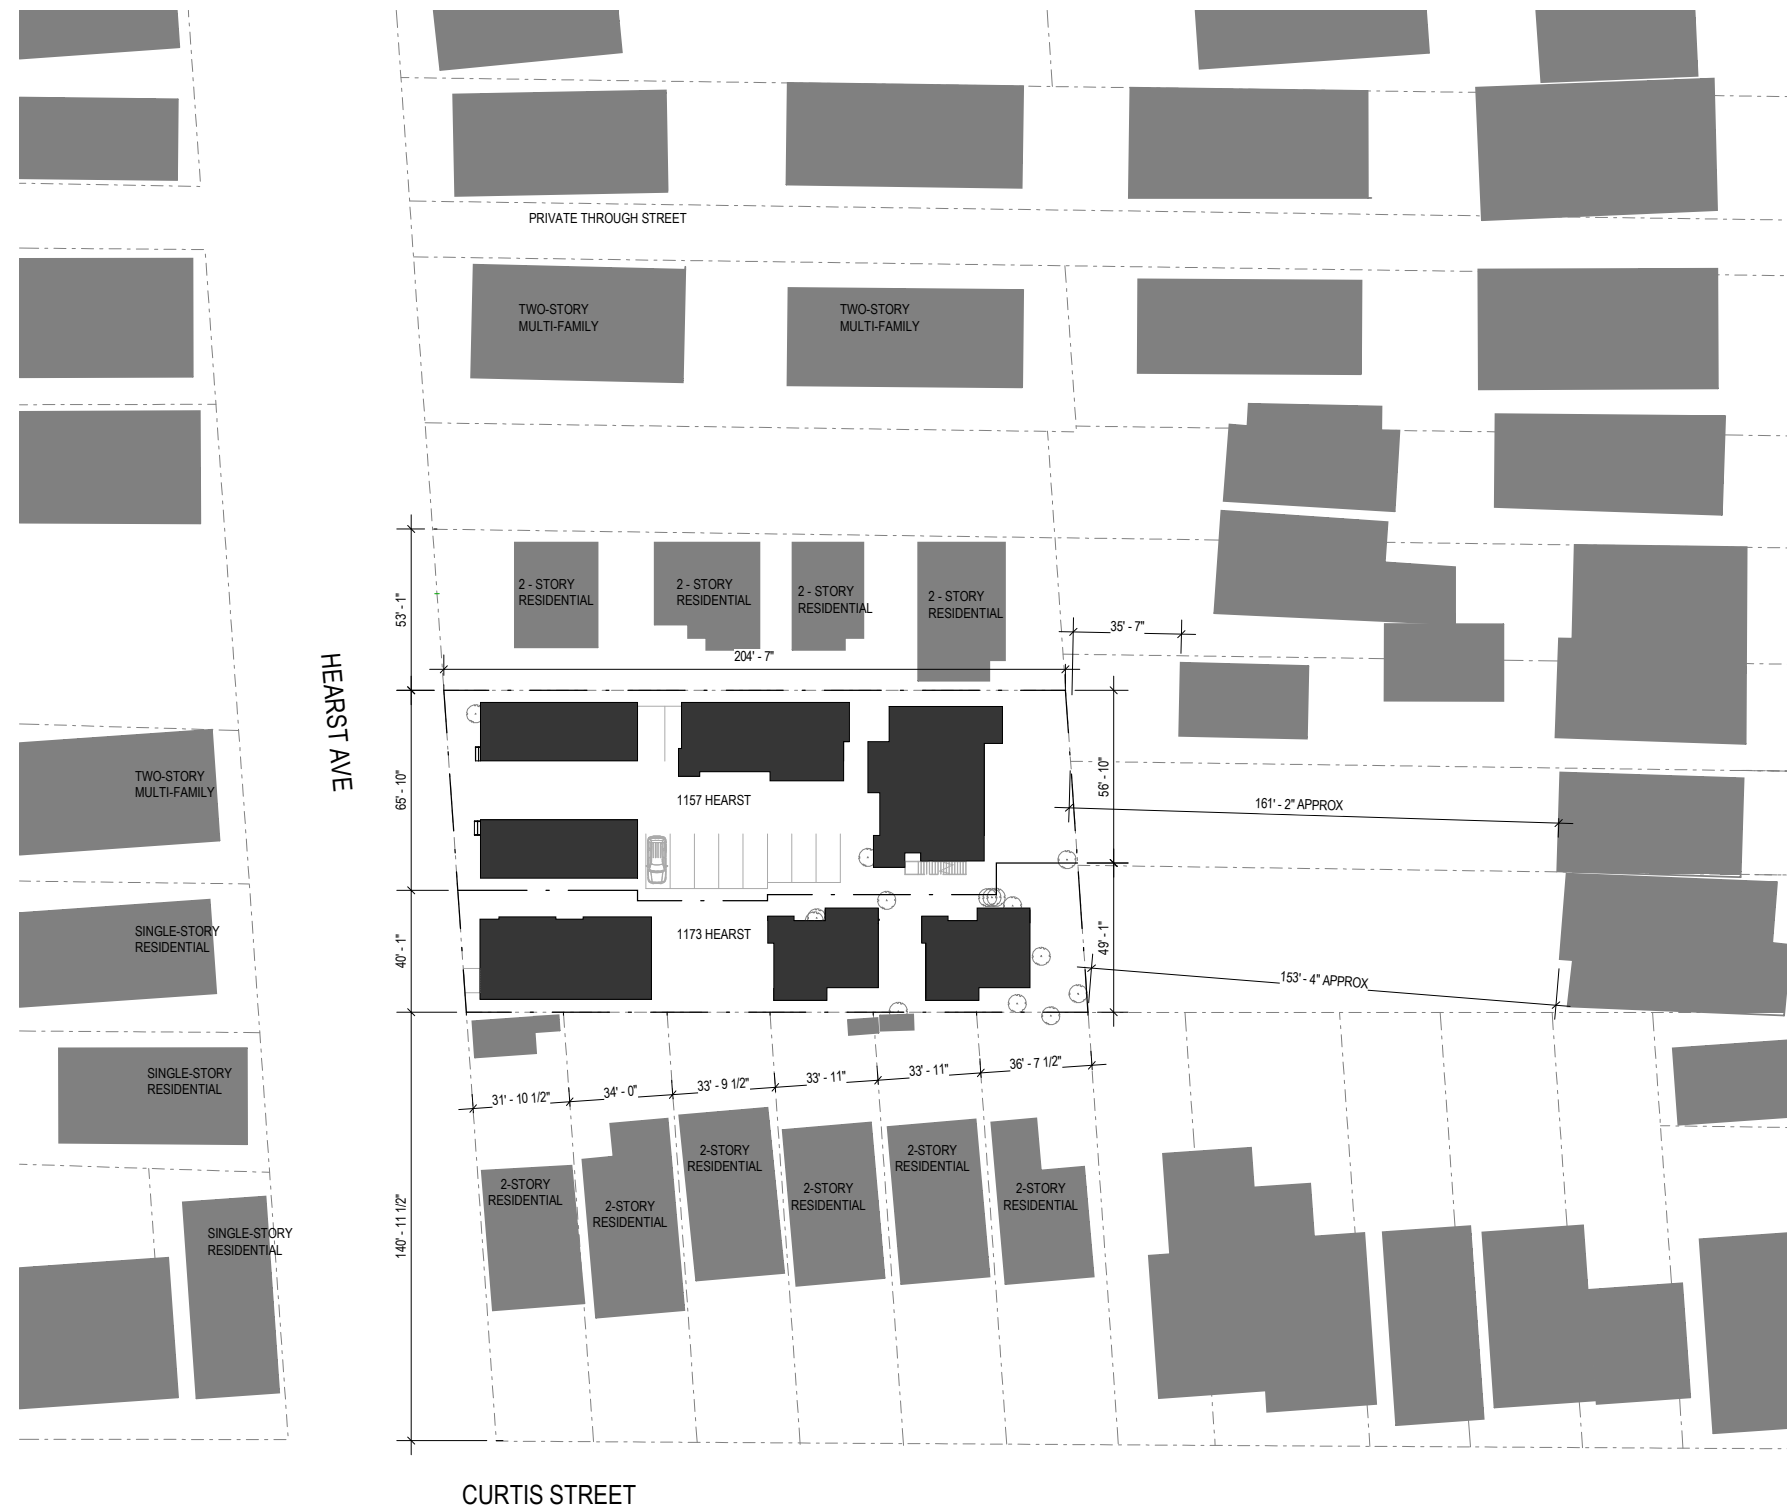 PRIVATE THROUGH STREET
TWO-STORY
MULTI-FAMILY
TWO-STORY
MULTI-FAMILY
53' - 1"
2 - STORY
RESIDENTIAL
2 - STORY
RESIDENTIAL
2 - STORY
RESIDENTIAL
2 - STORY
RESIDENTIAL
35' - 7"
204' - 7"
HEARST AVE
TWO-STORY
MULTI-FAMILY
65' - 10"
1157 HEARST
56' - 10"
161' - 2" APPROX
SINGLE-STORY
RESIDENTIAL
40' - 1"
1173 HEARST
49' - 1"
153' - 4" APPROX
SINGLE-STORY
RESIDENTIAL
31' - 10 1/2"
34' - 0"
33' - 9 1/2"
33' - 11"
33' - 11"
36' - 7 1/2"
2-STORY
RESIDENTIAL
2-STORY
RESIDENTIAL
2-STORY
RESIDENTIAL
2-STORY
RESIDENTIAL
2-STORY
RESIDENTIAL
2-STORY
RESIDENTIAL
140' - 11 1/2"
SINGLE-STORY
RESIDENTIAL
CURTIS STREET